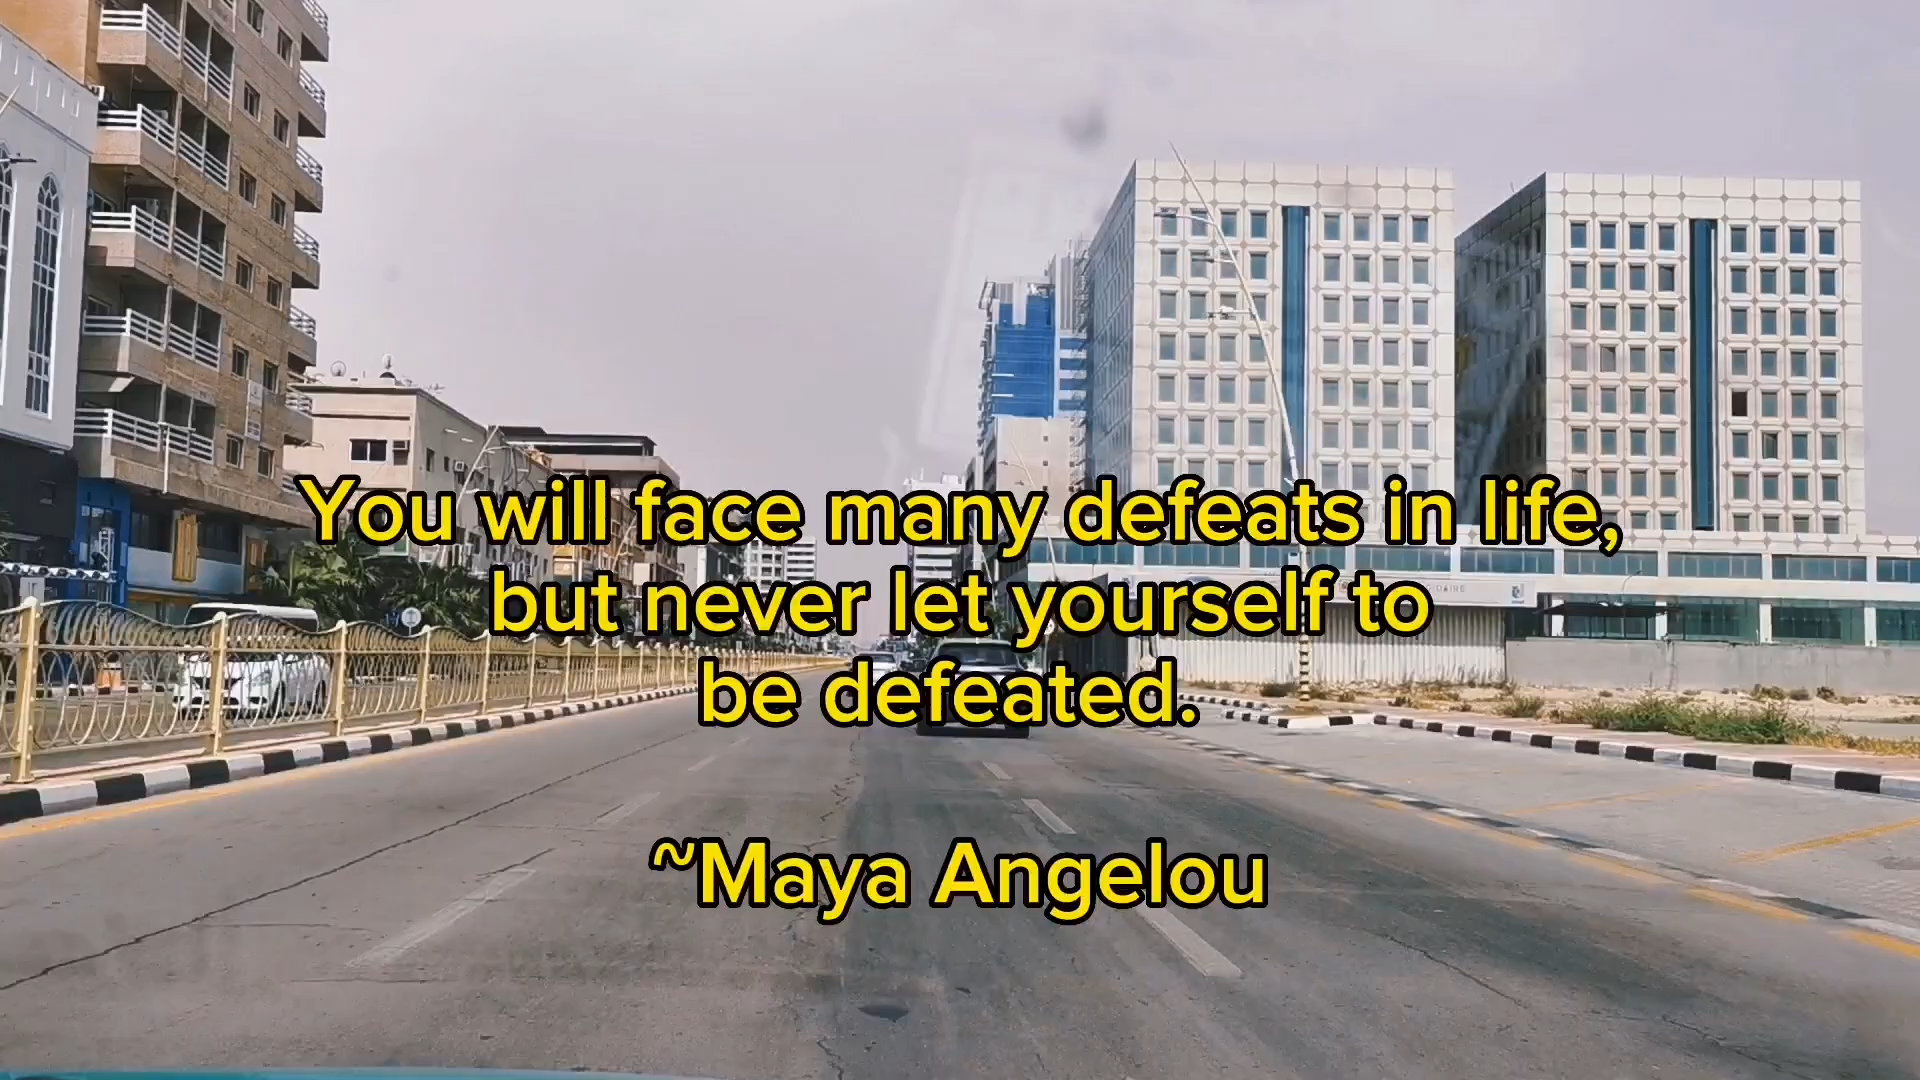 You will face many defeats in life,
but never let yourself to
be defeated.
~Maya Angelou